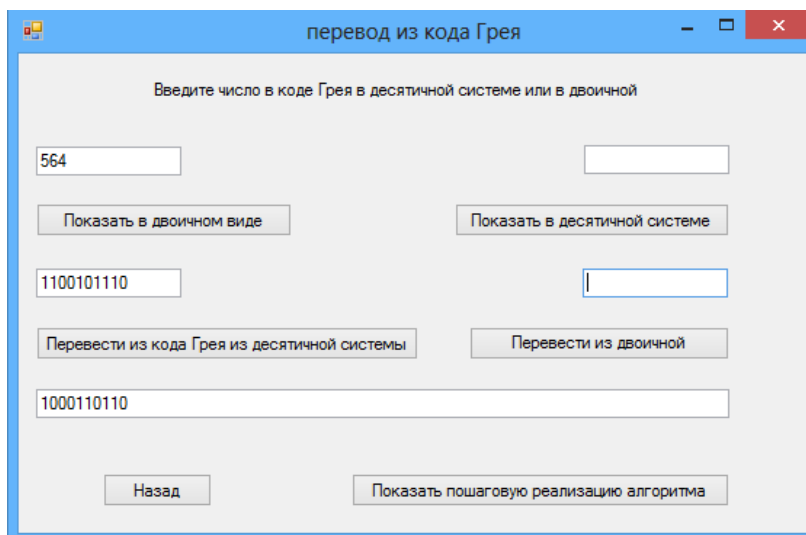 перевод из кода Грея
Введите число в коде Грея в десятичной системе или в двоичной
564
Показать в двоичном виде
Показать в десятичной системе
1100101110
Перевести из кода Грея из десятичной системы
Перевести из двоичной
1000110110
Назад
Показать пошаговую реализацию алгоритма